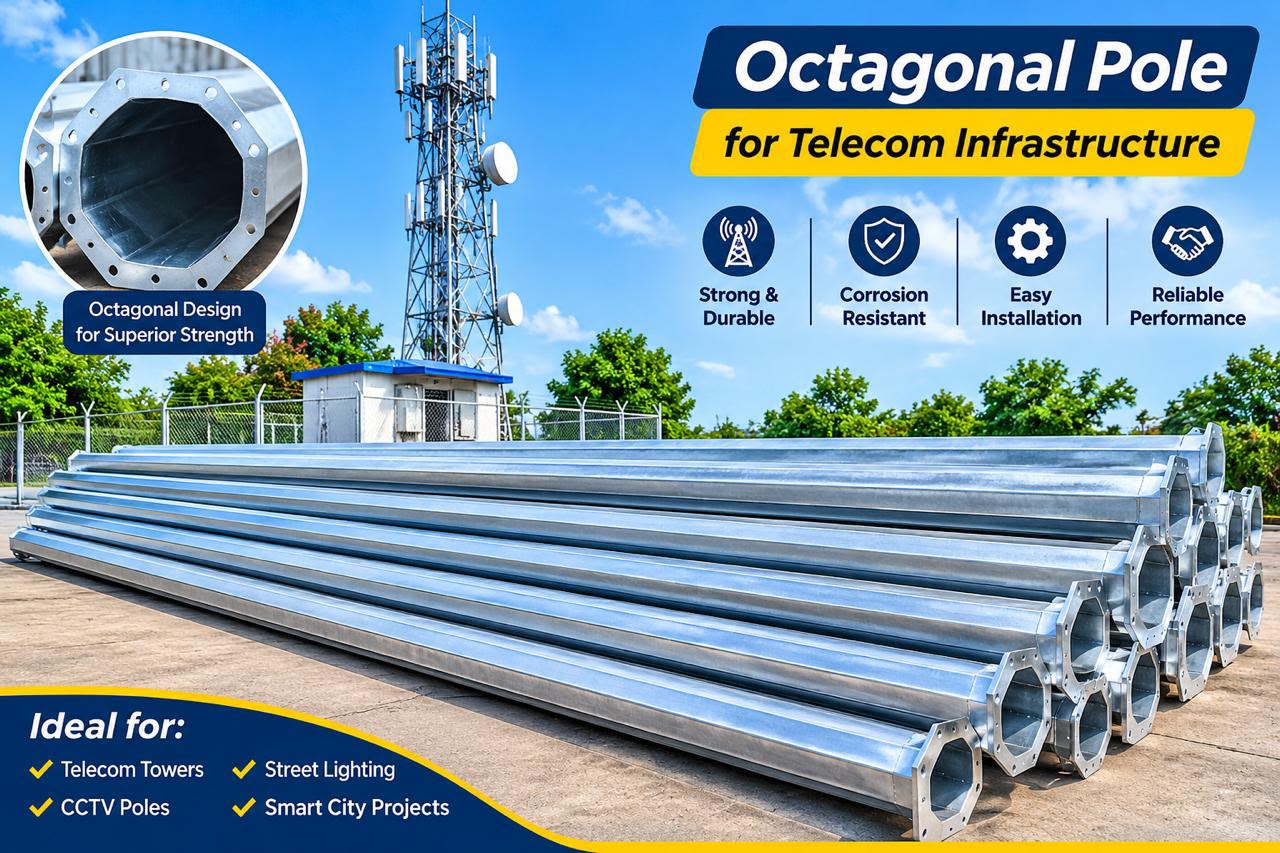 Octagonal Pole
for Telecom Infrastructure
Strong &
Durable
Corrosion
Resistant
Easy
Installation
Reliable
Performance
Octagonal Design
for Superior Strength
Ideal for:
Telecom Towers
Street Lighting
CCTV Poles
Smart City Projects